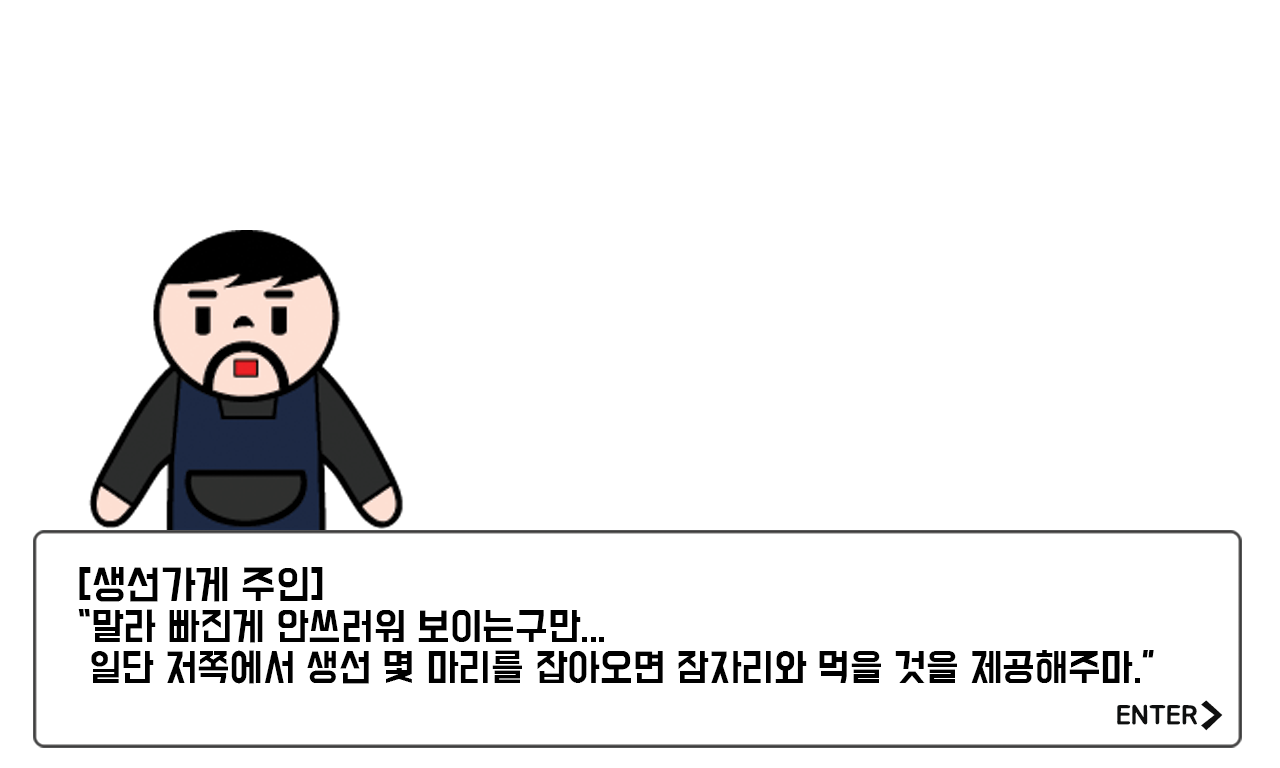 [생선가게 주인]
"말라 빠진게 안쓰러워 보이는구만...
일단 저쪽에서 생선 몇 마리를 잡아오면 잠자리와 먹을 것을 제공해주마."
ENTER